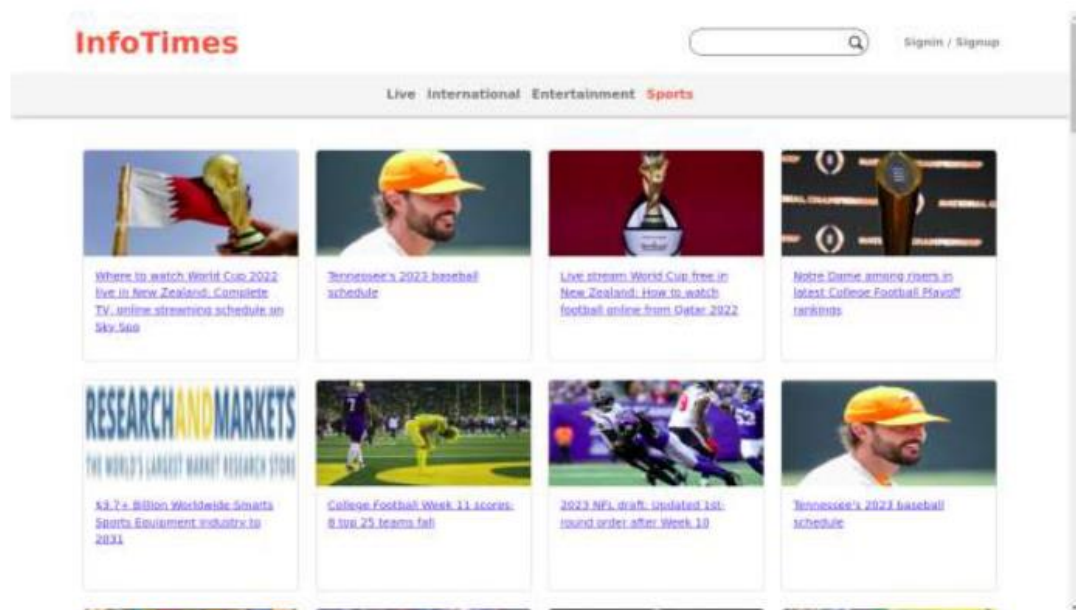 InfoTimes
Signin / Signup
Live International Entertainment Sports
Where to watch World Cup 2022
live in New Zealand: Complete
TV, online streaming schedule on
Sky Spo
Tennessee's 2023 baseball
schedule
Live stream World Cup free in
New Zealand: How to watch
football online from Qatar 2022
Notre Dame among risers in
latest College Football Playoff
rankings
RESEARCHANDMARKETS
THE WORLD'S LARGEST MARKET RESEARCH STORE
$3.7+ Billion Worldwide Smarts
Sports Equipment Industry to
2031
College Football Week 11 scores:
8 top 25 teams fall
2023 NFL draft: Updated 1st-
round order after Week 10
Tennessee's 2023 baseball
schedule